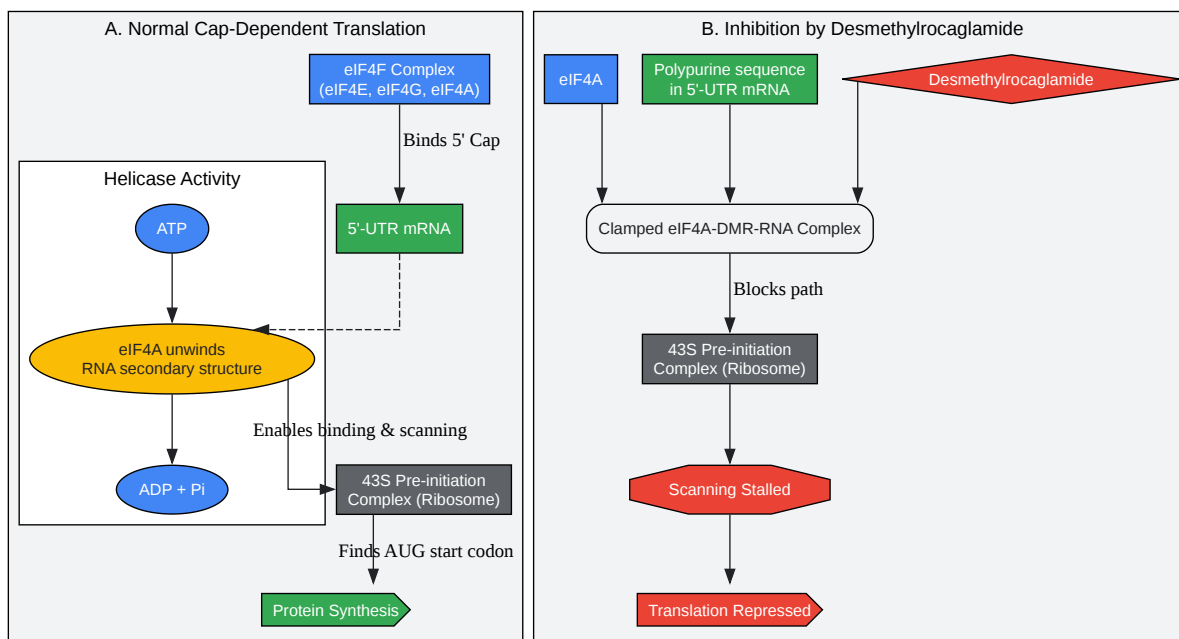 A. Normal Cap-Dependent Translation
eIF4F Complex
(eIF4E, eIF4G, eIF4A)
Binds 5' Cap
Helicase Activity
ATP
5'-UTR mRNA
eIF4A unwinds
RNA secondary structure
Enables binding & scanning
ADP + Pi
43S Pre-initiation
Complex (Ribosome)
Finds AUG start codon
Protein Synthesis
B. Inhibition by Desmethylrocaglamide
eIF4A
Polypurine sequence
in 5'-UTR mRNA
Desmethylrocaglamide
Clamped eIF4A-DMR-RNA Complex
Blocks path
43S Pre-initiation
Complex (Ribosome)
Scanning Stalled
Translation Repressed